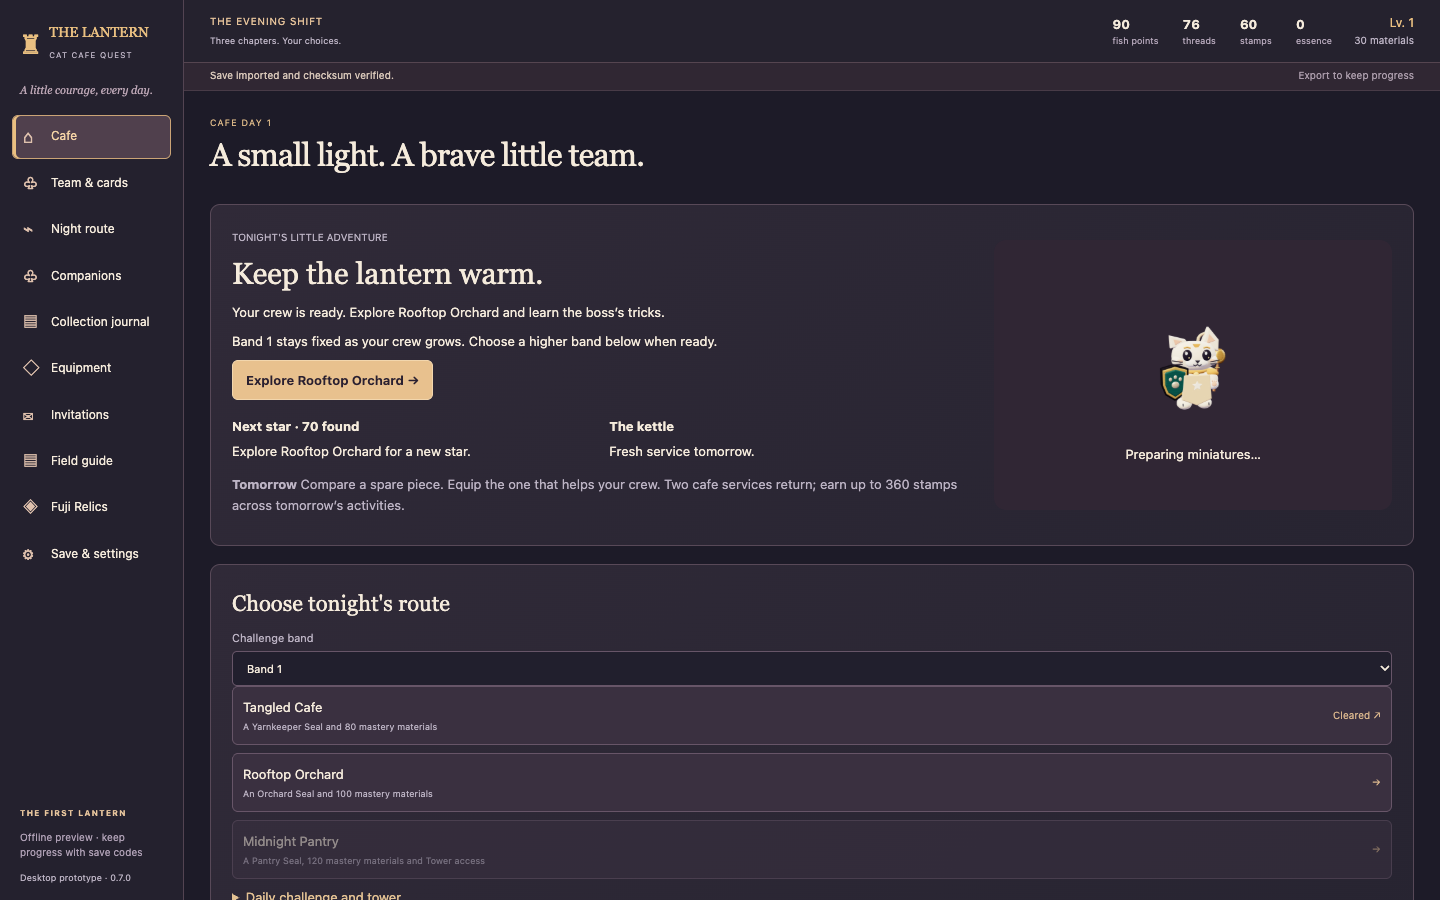 THE LANTERN
CAT CAFE QUEST
A little courage, every day.
Cafe
Team & cards
Night route
Companions
Collection journal
Equipment
Invitations
Field guide
Fuji Relics
Save & settings
THE FIRST LANTERN
Offline preview · keep
progress with save codes
Desktop prototype · 0.7.0
THE EVENING SHIFT
Three chapters. Your choices.
90
fish points
76
threads
60
stamps
0
essence
Lv. 1
30 materials
Save imported and checksum verified.
Export to keep progress
CAFE DAY 1
A small light. A brave little team.
TONIGHT'S LITTLE ADVENTURE
Keep the lantern warm.
Your crew is ready. Explore Rooftop Orchard and learn the boss’s tricks.
Band 1 stays fixed as your crew grows. Choose a higher band below when ready.
Explore Rooftop Orchard →
Next star · 70 found
Explore Rooftop Orchard for a new star.
The kettle
Fresh service tomorrow.
Tomorrow Compare a spare piece. Equip the one that helps your crew. Two cafe services return; earn up to 360 stamps
across tomorrow’s activities.
Preparing miniatures…
Choose tonight's route
Challenge band
Band 1
Tangled Cafe
A Yarnkeeper Seal and 80 mastery materials
Cleared ↗
Rooftop Orchard
An Orchard Seal and 100 mastery materials
→
Midnight Pantry
A Pantry Seal, 120 mastery materials and Tower access
→
Daily challenge and tower